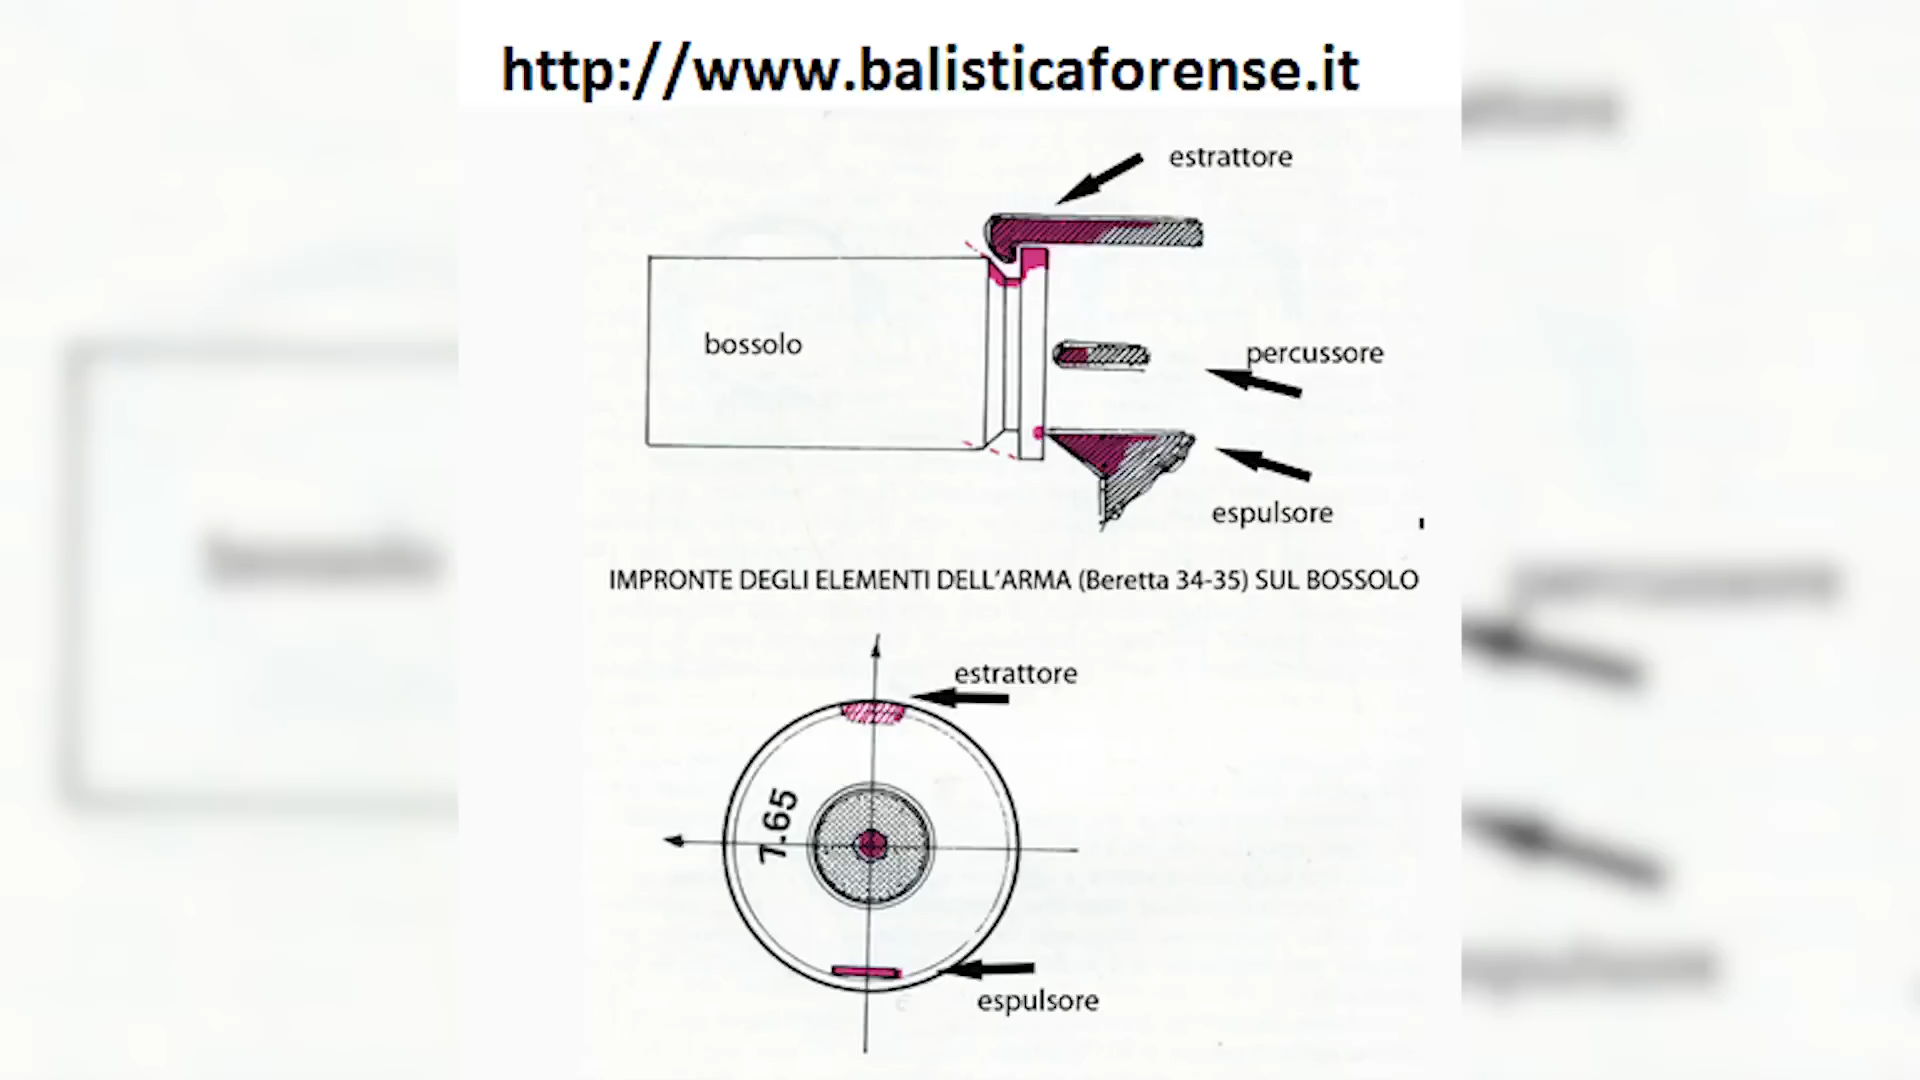 http://www.balisticaforense.it
estrattore
bossolo
percussore
espulsore
IMPRONTE DEGLI ELEMENTI DELL'ARMA (Beretta 34-35) SUL BOSSOLO
estrattore
7.65
espulsore